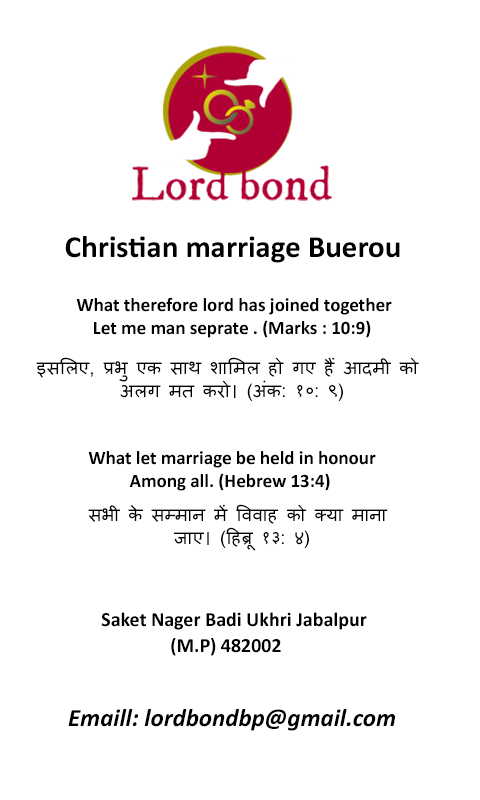 Lord bond
Christian marriage Buerou
What therefore lord has joined together
Let me man seprate . (Marks : 10:9)
इसलिए, प्रभु एक साथ शामिल हो गए हैं आदमी को
अलग मत करो। (अंक: १०: ९)
What let marriage be held in honour
Among all. (Hebrew 13:4)
सभी के सम्मान में विवाह को क्या माना
जाए। (हिब्रू १३: ४)
Saket Nager Badi Ukhri Jabalpur
(M.P) 482002
Emaill: lordbondbp@gmail.com